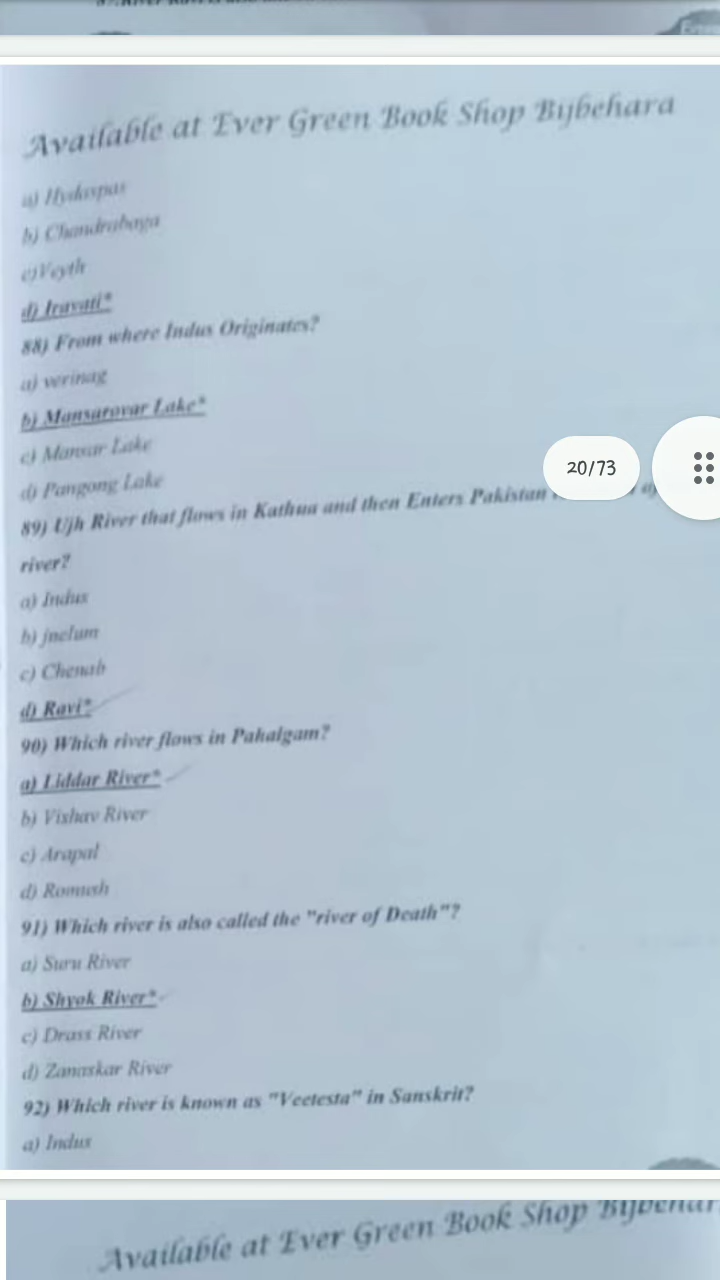 Available at Ever Green Book Shop Bijbehara
a) Hydaspas
b) Chandrabaga
c)Veyth
d) Iravati*
88) From where Indus Originates?
a) verinag
b) Mansarovar Lake*
c) Mansar Lake
d) Pangong Lake
20/73
89) Ujh River that flows in Kathua and then Enters Pakistan
river?
a) Indus
b) jhelum
c) Chenab
d) Ravi*
90) Which river flows in Pahalgam?
a) Liddar River*
b) Vishav River
c) Arapal
d) Romush
91) Which river is also called the "river of Death"?
a) Suru River
b) Shyok River*
c) Drass River
d) Zanaskar River
92) Which river is known as "Veetesta" in Sanskrit?
a) Indus
Available at Ever Green Book Shop